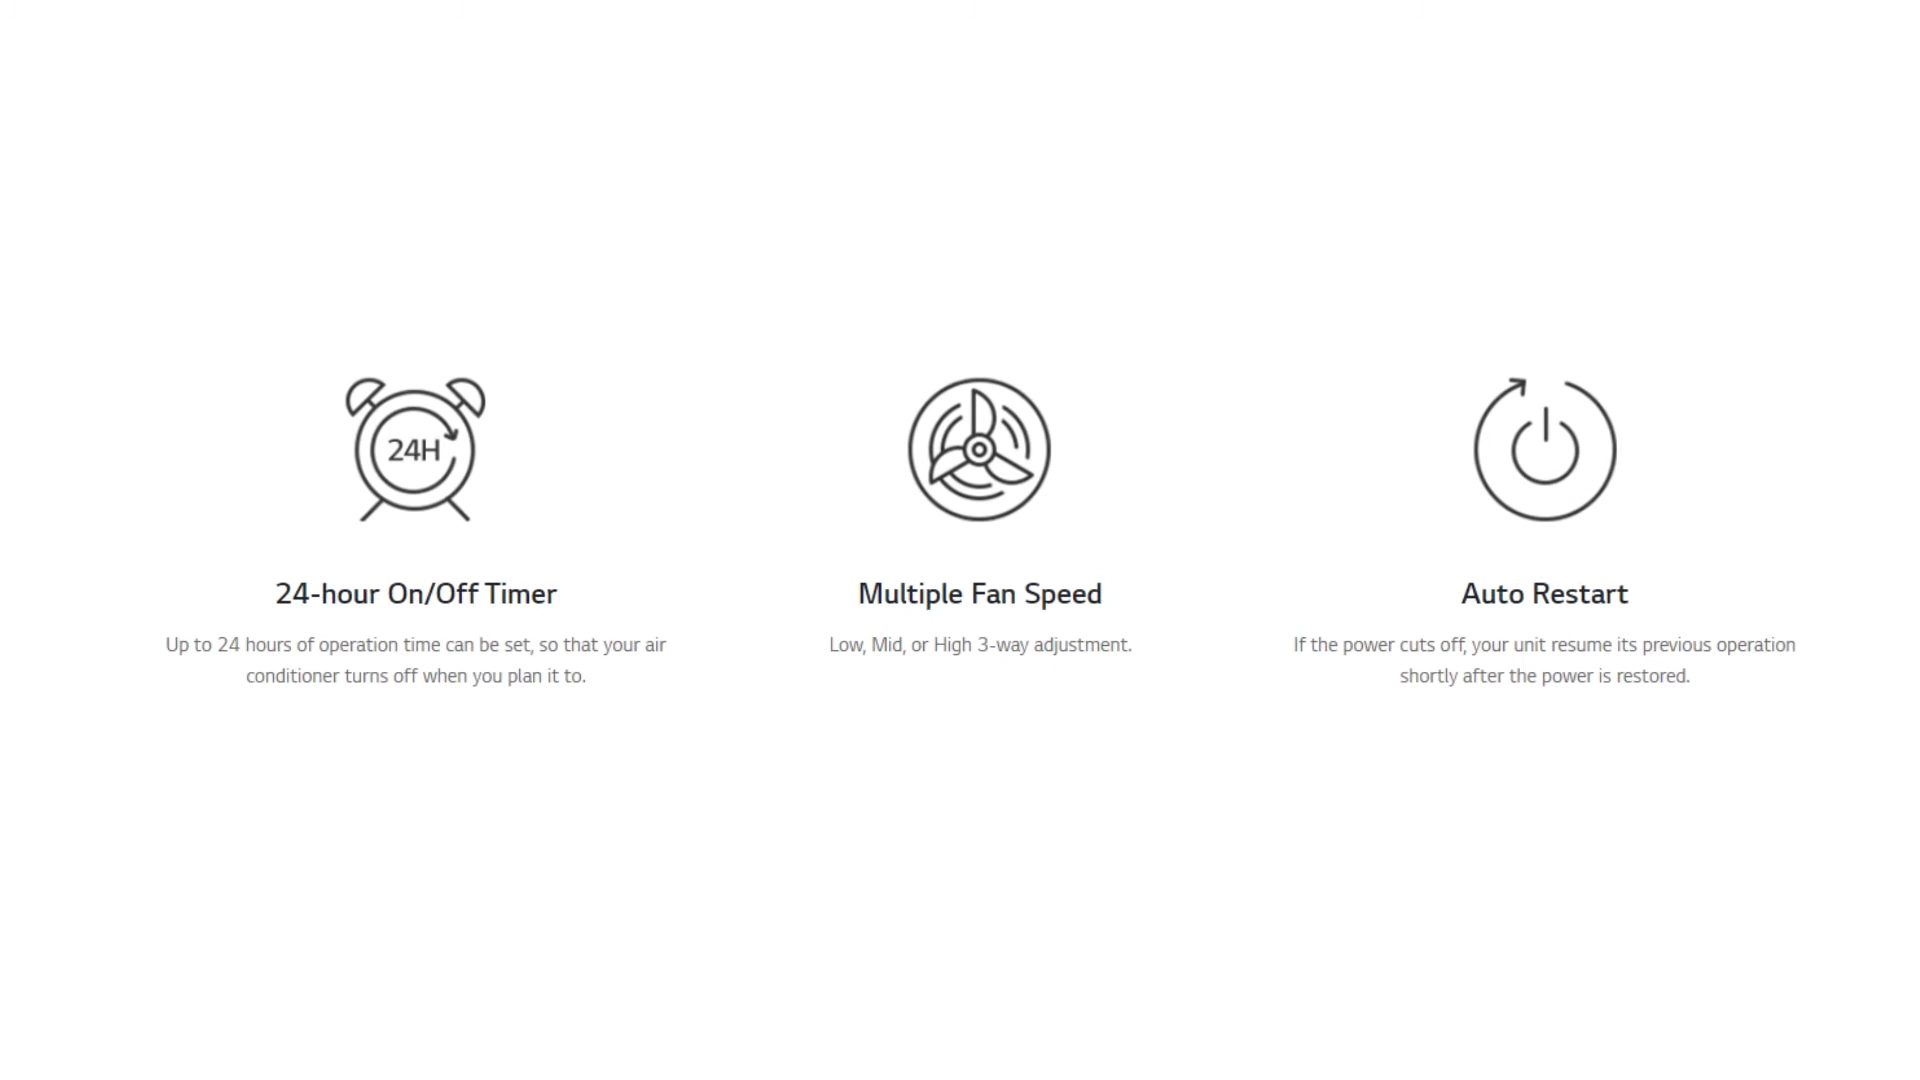 24H
24-hour On/Off Timer
Up to 24 hours of operation time can be set, so that your air
conditioner turns off when you plan it to.
Multiple Fan Speed
Low, Mid, or High 3-way adjustment.
Auto Restart
If the power cuts off, your unit resume its previous operation
shortly after the power is restored.